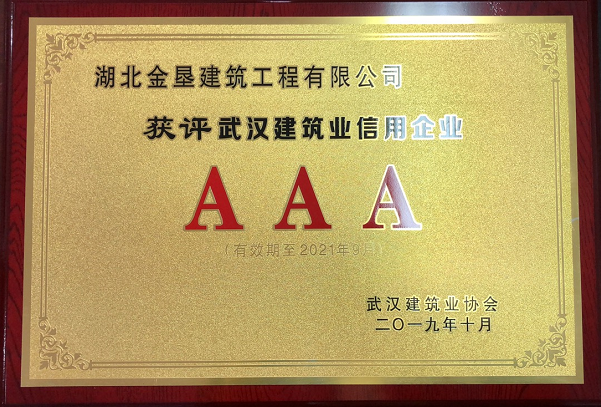 湖北金垦建筑工程有限公司
获评武汉建筑业信用企业
AAA
(有效期至2021年9月)
武汉建筑业协会
二〇一九年十月